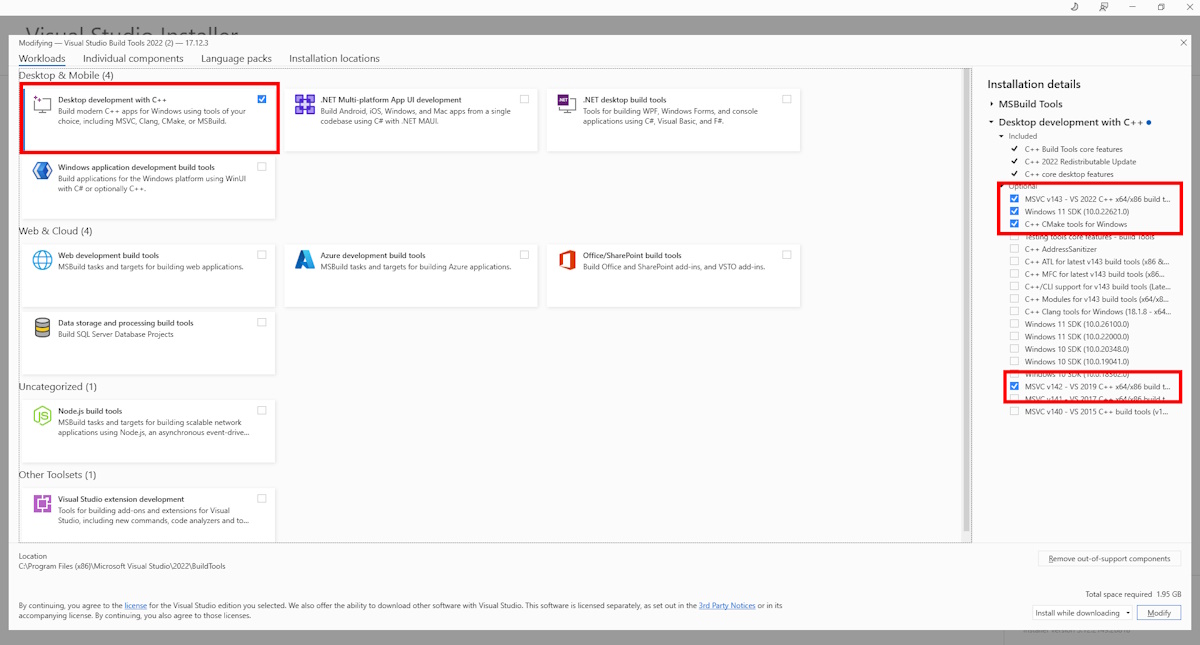 Visual Studio Installer
Modifying — Visual Studio Build Tools 2022 (2) — 17.12.3
Workloads
Individual components
Language packs
Installation locations
Desktop & Mobile (4)
Desktop development with C++
Build modern C++ apps for Windows using tools of your
choice, including MSVC, Clang, CMake, or MSBuild.
.NET Multi-platform App UI development
Build Android, iOS, Windows, and Mac apps from a single
codebase using C# with .NET MAUI.
.NET desktop build tools
Tools for building WPF, Windows Forms, and console
applications using C#, Visual Basic, and F#.
Windows application development build tools
Build applications for the Windows platform using WinUI
with C# or optionally C++.
Web & Cloud (4)
Web development build tools
MSBuild tasks and targets for building web applications.
Azure development build tools
MSBuild tasks and targets for building Azure applications.
Office/SharePoint build tools
Build Office and SharePoint add-ins, and VSTO add-ins.
Data storage and processing build tools
Build SQL Server Database Projects
Uncategorized (1)
Node.js build tools
MSBuild tasks and targets for building scalable network
applications using Node.js, an asynchronous event-drive...
Other Toolsets (1)
Visual Studio extension development
Tools for building add-ons and extensions for Visual
Studio, including new commands, code analyzers and to...
Installation details
MSBuild Tools
Desktop development with C++
Included
C++ Build Tools core features
C++ 2022 Redistributable Update
C++ core desktop features
Optional
MSVC v143 - VS 2022 C++ x64/x86 build t...
Windows 11 SDK (10.0.22621.0)
C++ CMake tools for Windows
Testing tools core features - Build Tools
C++ AddressSanitizer
C++ ATL for latest v143 build tools (x86 &...
C++ MFC for latest v143 build tools (x86...
C++/CLI support for v143 build tools (Late...
C++ Modules for v143 build tools (x64/x8...
C++ Clang tools for Windows (18.1.8 - x64...
Windows 11 SDK (10.0.26100.0)
Windows 11 SDK (10.0.22000.0)
Windows 10 SDK (10.0.20348.0)
Windows 10 SDK (10.0.19041.0)
Windows 10 SDK (10.0.18362.0)
MSVC v142 - VS 2019 C++ x64/x86 build t...
MSVC v141 - VS 2017 C++ x64/x86 build t...
MSVC v140 - VS 2015 C++ build tools (v1...
Location
C:\Program Files (x86)\Microsoft Visual Studio\2022\BuildTools
Remove out-of-support components
By continuing, you agree to the license for the Visual Studio edition you selected. We also offer the ability to download other software with Visual Studio. This software is licensed separately, as set out in the 3rd Party Notices or in its
accompanying license. By continuing, you also agree to those licenses.
Total space required 1.95 GB
Install while downloading
Modify